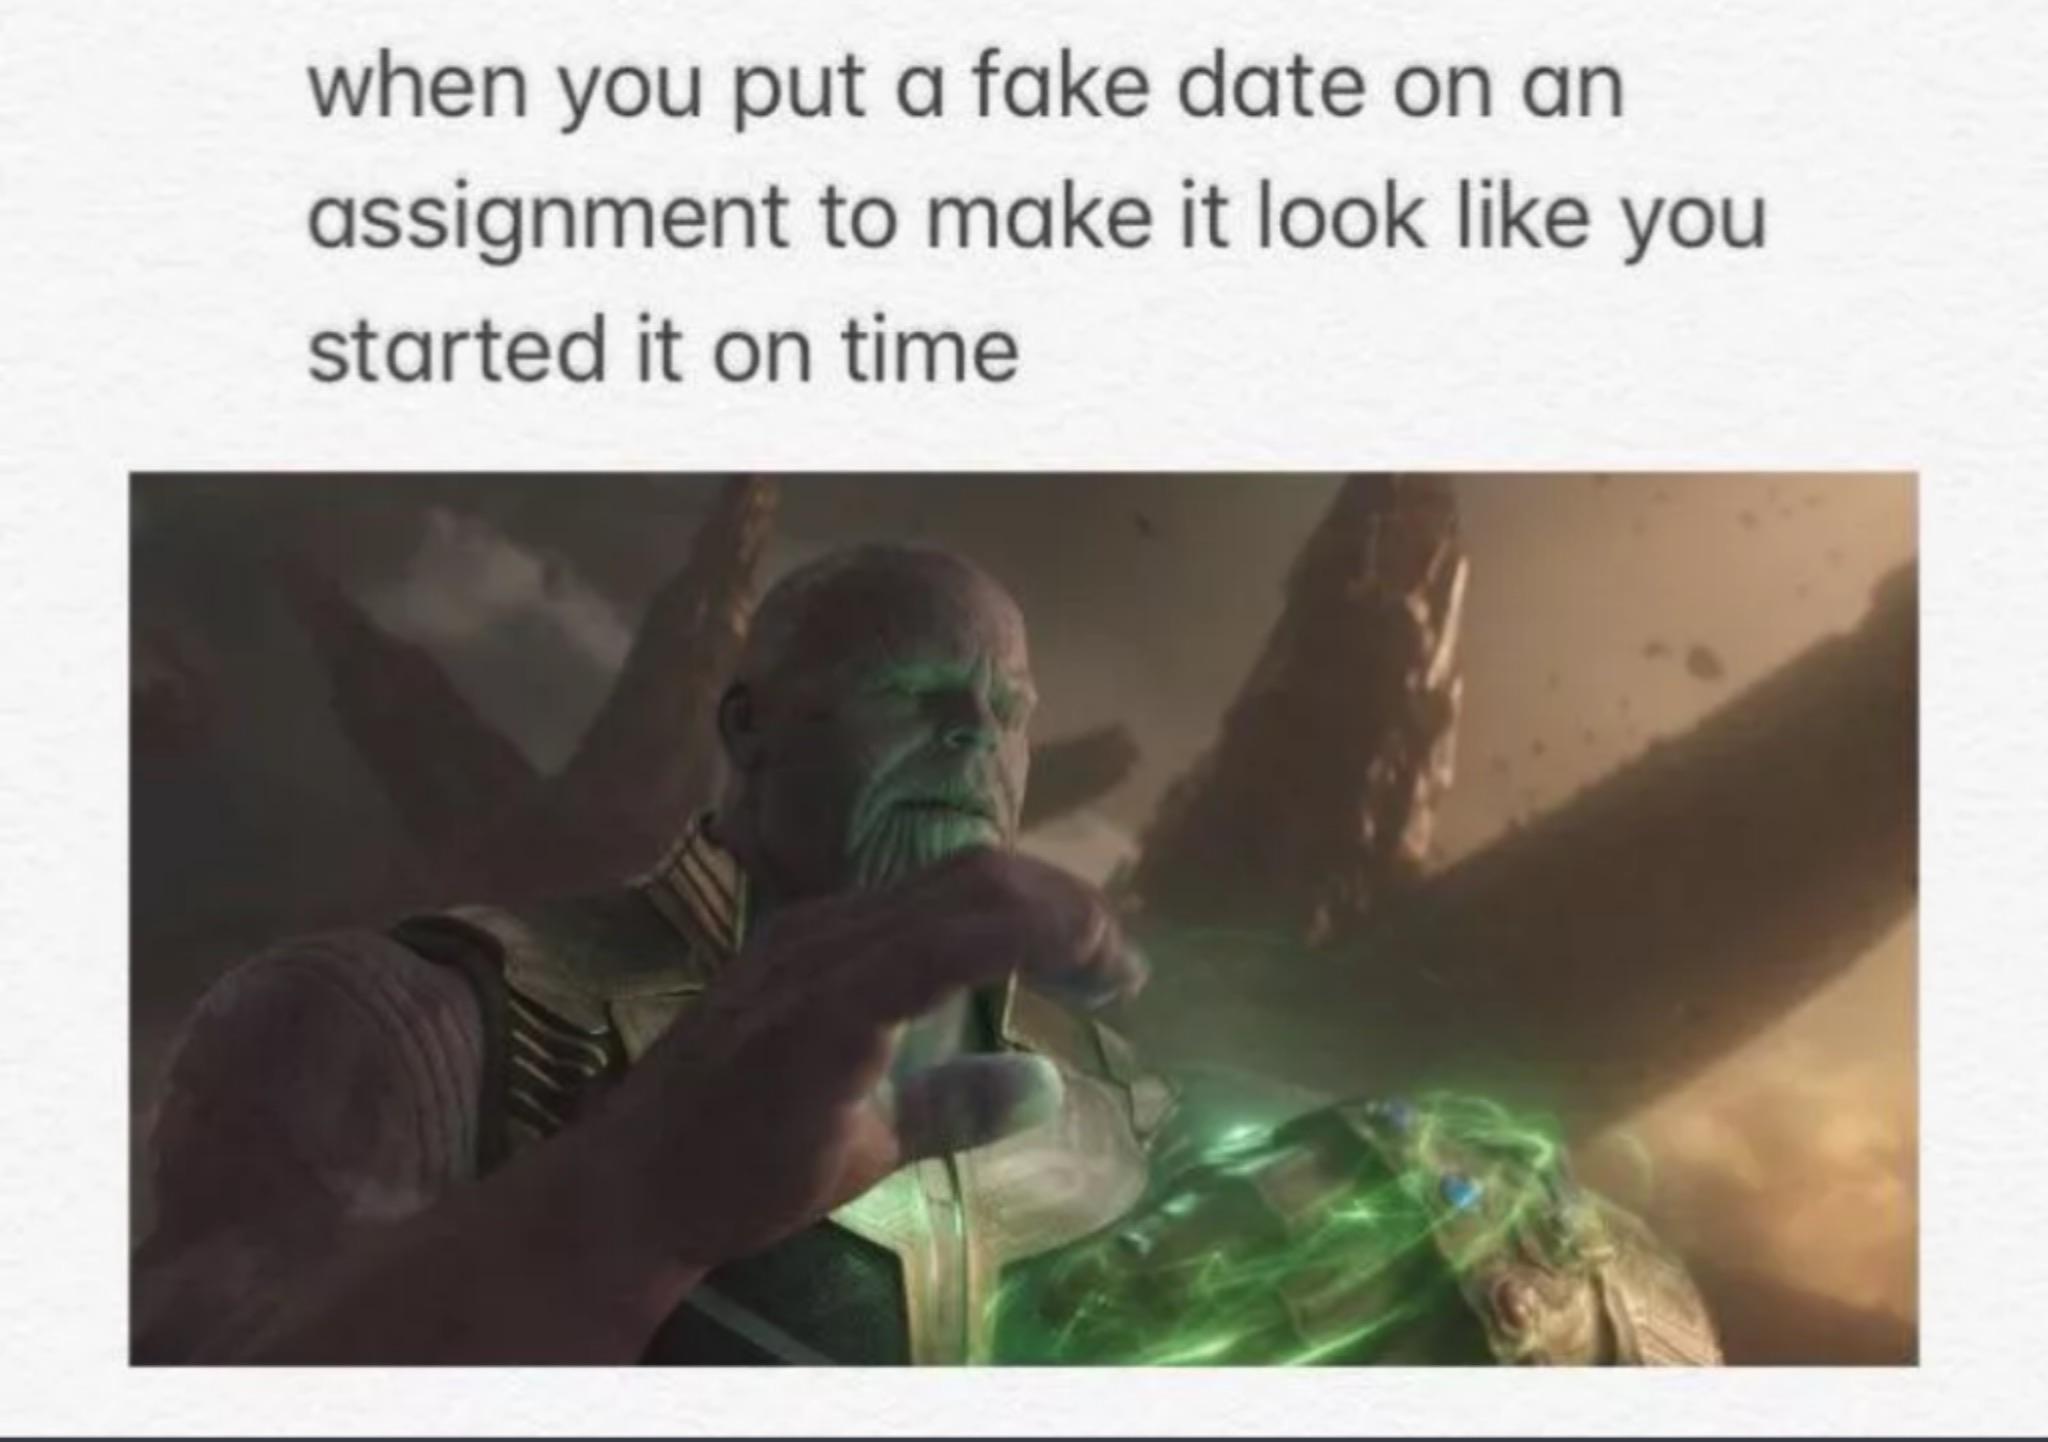 when you put a fake date on an
assignment to make it look like you
started it on time